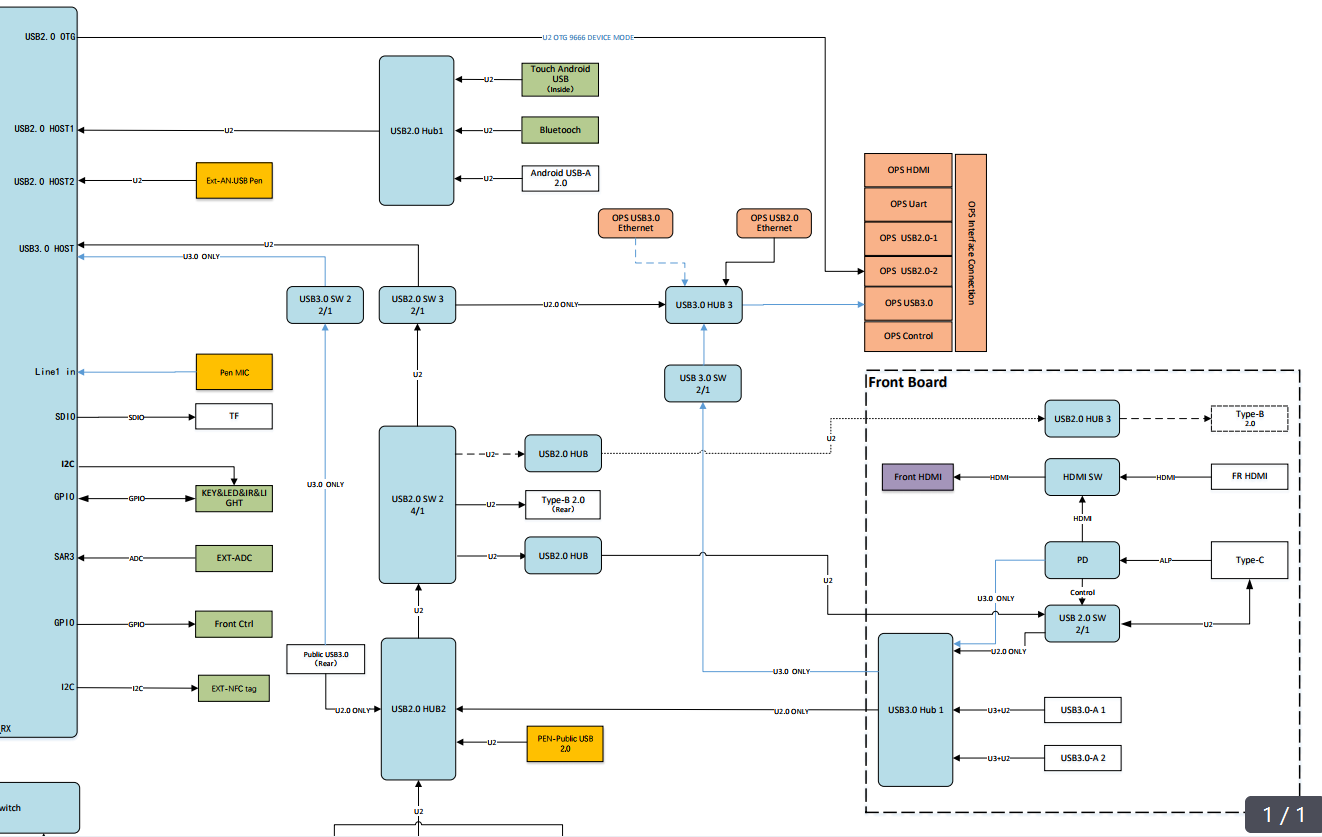 USB2.0 OTG
U2 OTG 9666 DEVICE MODE
Touch Android
USB
(Inside)
U2
USB2.0 HOST1
U2
USB2.0 Hub1
U2
Bluetooch
USB2.0 HOST2
U2
Ext-AN.USB Pen
U2
Android USB-A
2.0
OPS HDMI
OPS Uart
OPS USB2.0-1
OPS USB2.0-2
OPS USB3.0
OPS Control
OPS Interface Connection
OPS USB3.0
Ethernet
OPS USB2.0
Ethernet
USB3.0 HOST
U2
U3.0 ONLY
USB3.0 SW 2
2/1
USB2.0 SW 3
2/1
U2.0 ONLY
USB3.0 HUB 3
Line1 in
Pen MIC
U2
USB 3.0 SW
2/1
Front Board
SDIO
SDIO
TF
USB2.0 HUB 3
Type-B
2.0
I2C
U2
USB2.0 HUB
U2
GPIO
GPIO
KEY&LED&IR&LI
GHT
U3.0 ONLY
USB2.0 SW 2
4/1
U2
Type-B 2.0
(Rear)
Front HDMI
HDMI
HDMI SW
HDMI
FR HDMI
HDMI
SAR3
ADC
EXT-ADC
U2
USB2.0 HUB
U2
PD
ALP
Type-C
U3.0 ONLY
Control
GPIO
GPIO
Front Ctrl
U2
USB 2.0 SW
2/1
U2
U2.0 ONLY
Public USB3.0
(Rear)
U3.0 ONLY
I2C
I2C
EXT-NFC tag
U2.0 ONLY
USB2.0 HUB2
U2.0 ONLY
USB3.0 Hub 1
U3+U2
USB3.0-A 1
_RX
U2
PEN-Public USB
2.0
U3+U2
USB3.0-A 2
witch
U2
1 / 1